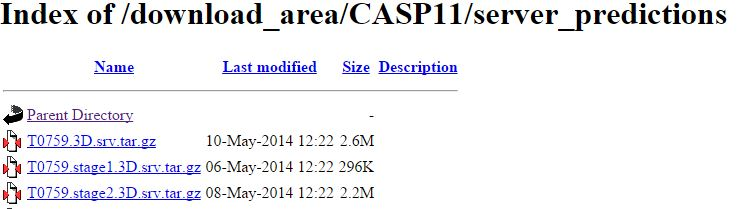 Index of /download_area/CASP11/server_predictions
Name Last modified Size Description
Parent Directory -
T0759.3D.srv.tar.gz 10-May-2014 12:22 2.6M
T0759.stage1.3D.srv.tar.gz 06-May-2014 12:22 296K
T0759.stage2.3D.srv.tar.gz 08-May-2014 12:22 2.2M